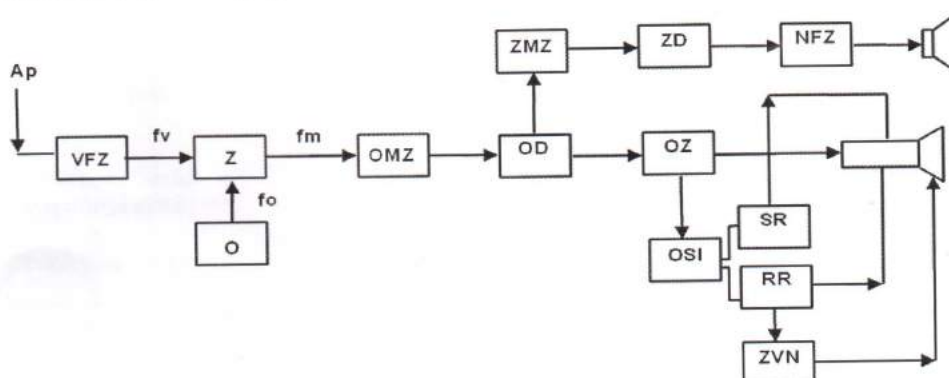 ZMZ ZD NFZ
Ap
VFZ fv Z fm OMZ OD OZ
fo
O
SR
OSI
RR
ZVN